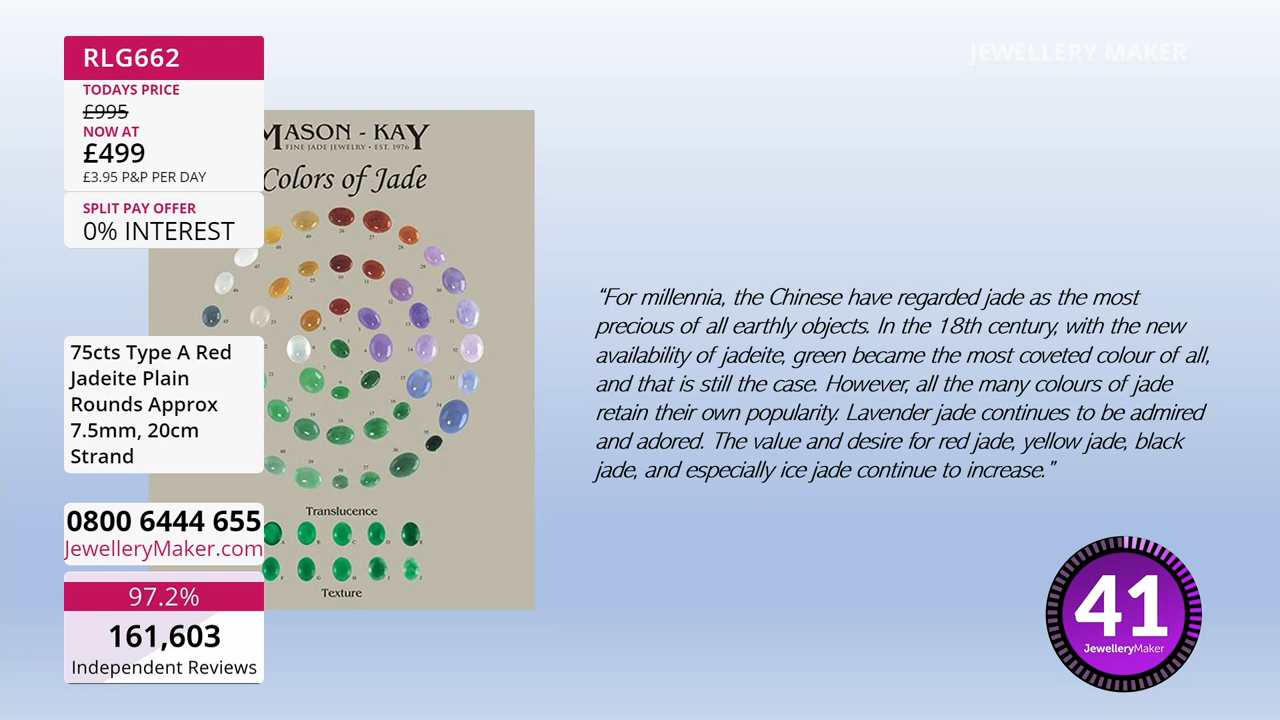 RLG662
TODAYS PRICE
£995
NOW AT
£499
£3.95 P&P PER DAY
SPLIT PAY OFFER
0% INTEREST
75cts Type A Red
Jadeite Plain
Rounds Approx
7.5mm, 20cm
Strand
0800 6444 655
JewelleryMaker.com
97.2%
161,603
Independent Reviews
MASON - KAY
FINE JADE JEWELRY • EST. 1976
Colors of Jade
Translucence
Texture
JEWELLERY MAKER
“For millennia, the Chinese have regarded jade as the most
precious of all earthly objects. In the 18th century, with the new
availability of jadeite, green became the most coveted colour of all,
and that is still the case. However, all the many colours of jade
retain their own popularity. Lavender jade continues to be admired
and adored. The value and desire for red jade, yellow jade, black
jade, and especially ice jade continue to increase.”
41
JewelleryMaker